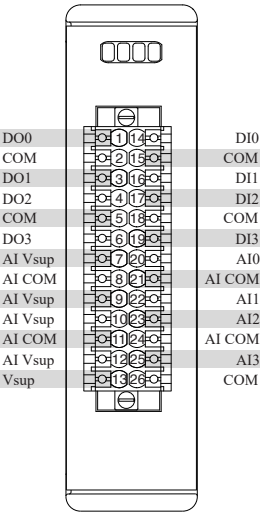 DO0 1 14 DI0
COM 2 15 COM
DO1 3 16 DI1
DO2 4 17 DI2
COM 5 18 COM
DO3 6 19 DI3
AI Vsup 7 20 AI0
AI COM 8 21 AI COM
AI Vsup 9 22 AI1
AI Vsup 10 23 AI2
AI COM 11 24 AI COM
AI Vsup 12 25 AI3
Vsup 13 26 COM